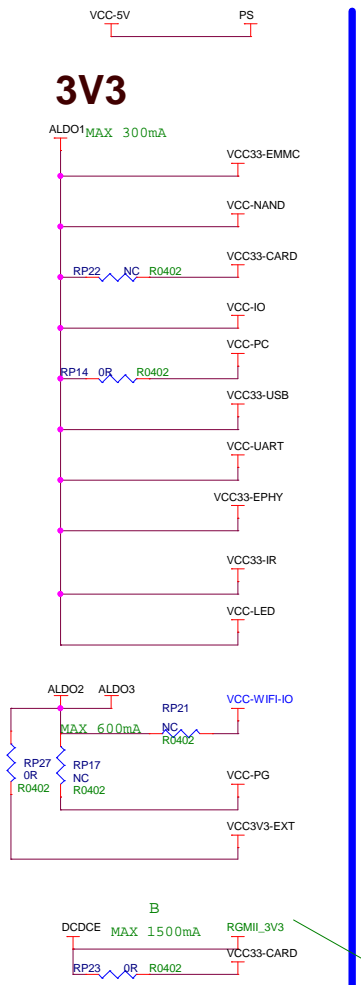 VCC-5V PS
3V3
ALDO1 MAX 300mA
VCC33-EMMC
VCC-NAND
VCC33-CARD
RP22 NC R0402
VCC-IO
VCC-PC
RP14 0R R0402
VCC33-USB
VCC-UART
VCC33-EPHY
VCC33-IR
VCC-LED
ALDO2 ALDO3
RP21
VCC-WIFI-IO
MAX 600mA NC
R0402
RP27 RP17
0R NC
R0402 R0402
VCC-PG
VCC3V3-EXT
B
DCDCE MAX 1500mA RGMII_3V3
VCC33-CARD
RP23 0R R0402